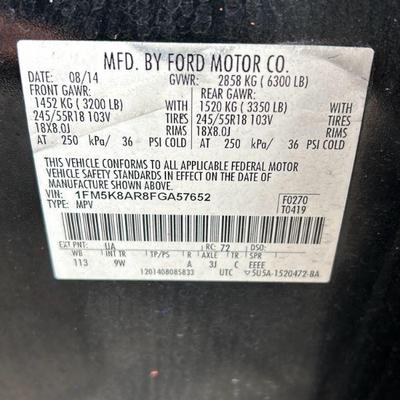 MFD. BY FORD MOTOR CO.
DATE: 08/14 GVWR: 2858 KG ( 6300 LB)
FRONT GAWR: REAR GAWR:
1452 KG ( 3200 LB) WITH 1520 KG ( 3350 LB) WITH
245/55R18 103V TIRES 245/55R18 103V TIRES
18X8.0J RIMS 18X8.0J RIMS
AT 250 kPa/ 36 PSI COLD AT 250 kPa/ 36 PSI COLD
THIS VEHICLE CONFORMS TO ALL APPLICABLE FEDERAL MOTOR
VEHICLE SAFETY STANDARDS IN EFFECT ON THE DATE OF
MANUFACTURE SHOWN ABOVE.
VIN: 1FM5K8AR8FGA57652 F0270
TYPE: MPV T0419
EXT PNT: UA RC: 72 DSO:
WB INT TR TP/PS R AXLE TR SPR
113 9W A 3J C EEEE
1201408085833 UTC 5U5A-1520472-BA